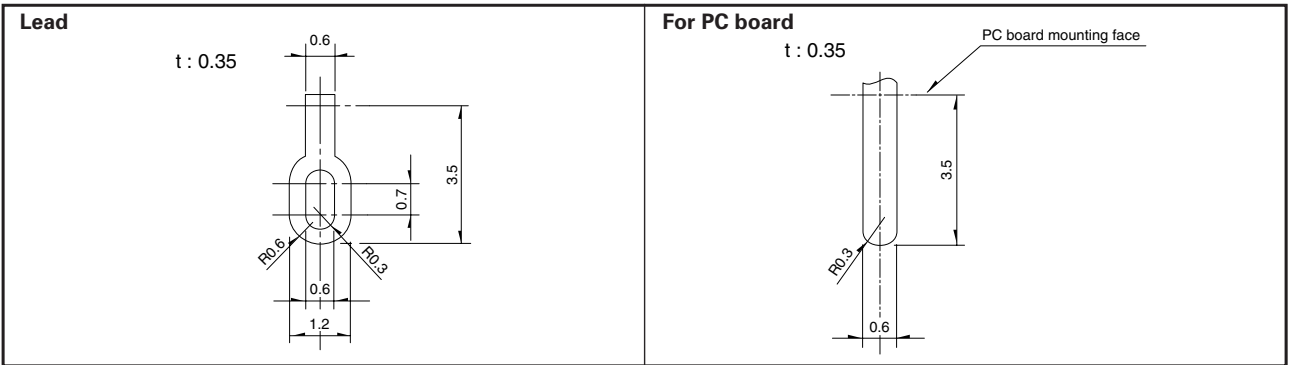 Lead
t : 0.35
0.6
3.5
0.7
R0.6
R0.3
0.6
1.2
For PC board
t : 0.35
PC board mounting face
3.5
R0.3
0.6